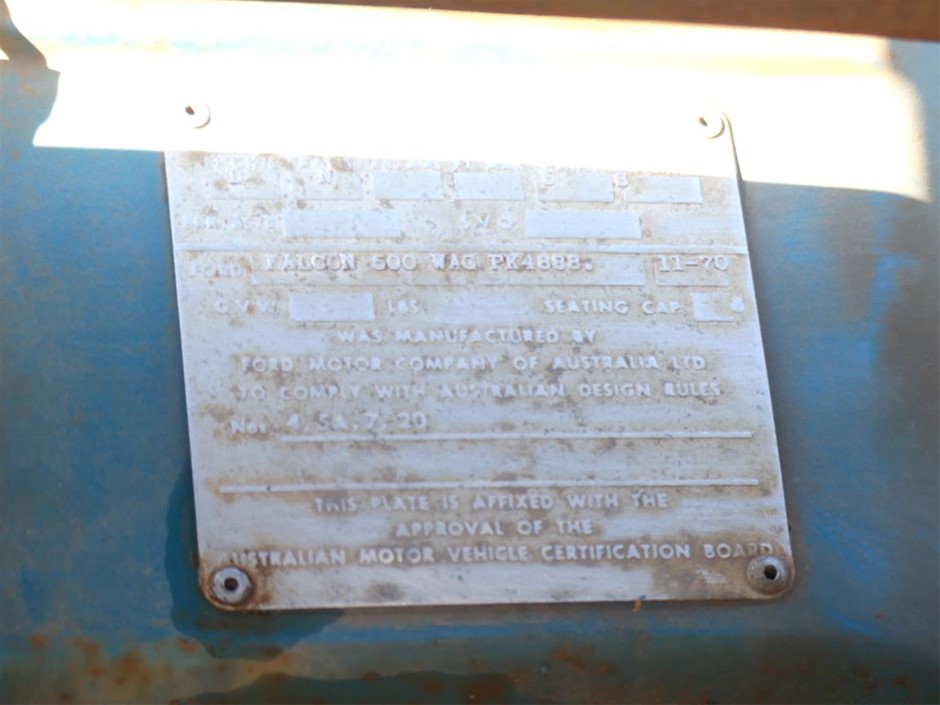 FORD FALCON 500 WAG PK4888. 11-70
G.V.W. LBS SEATING CAP.
WAS MANUFACTURED BY
FORD MOTOR COMPANY OF AUSTRALIA LTD.
TO COMPLY WITH AUSTRALIAN DESIGN RULES
Nos. 4, 5A, 7, 20
THIS PLATE IS AFFIXED WITH THE
APPROVAL OF THE
AUSTRALIAN MOTOR VEHICLE CERTIFICATION BOARD